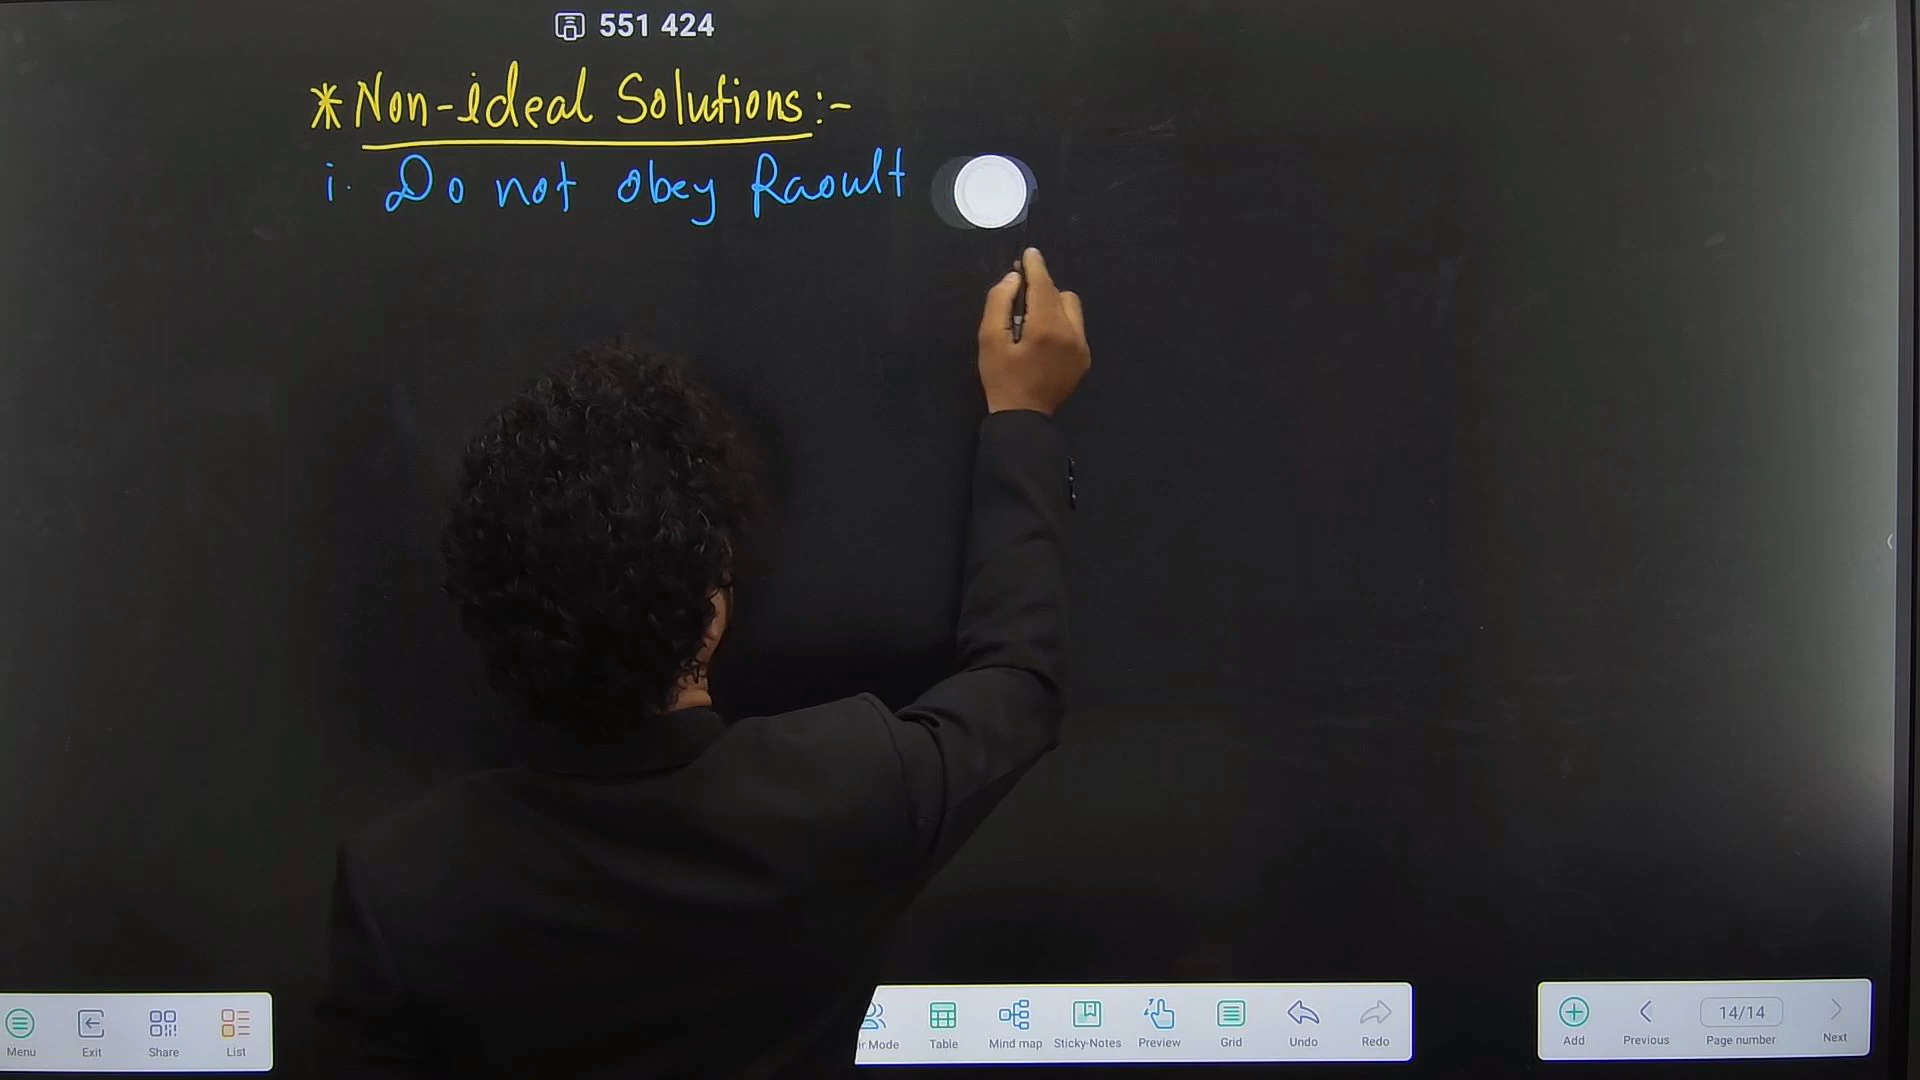 551 424
* Non-ideal Solutions:-
i. Do not obey Raoult
Menu Exit Share List
r Mode Table Mind map Sticky-Notes Preview Grid Undo Redo
Add Previous 14/14 Page number Next